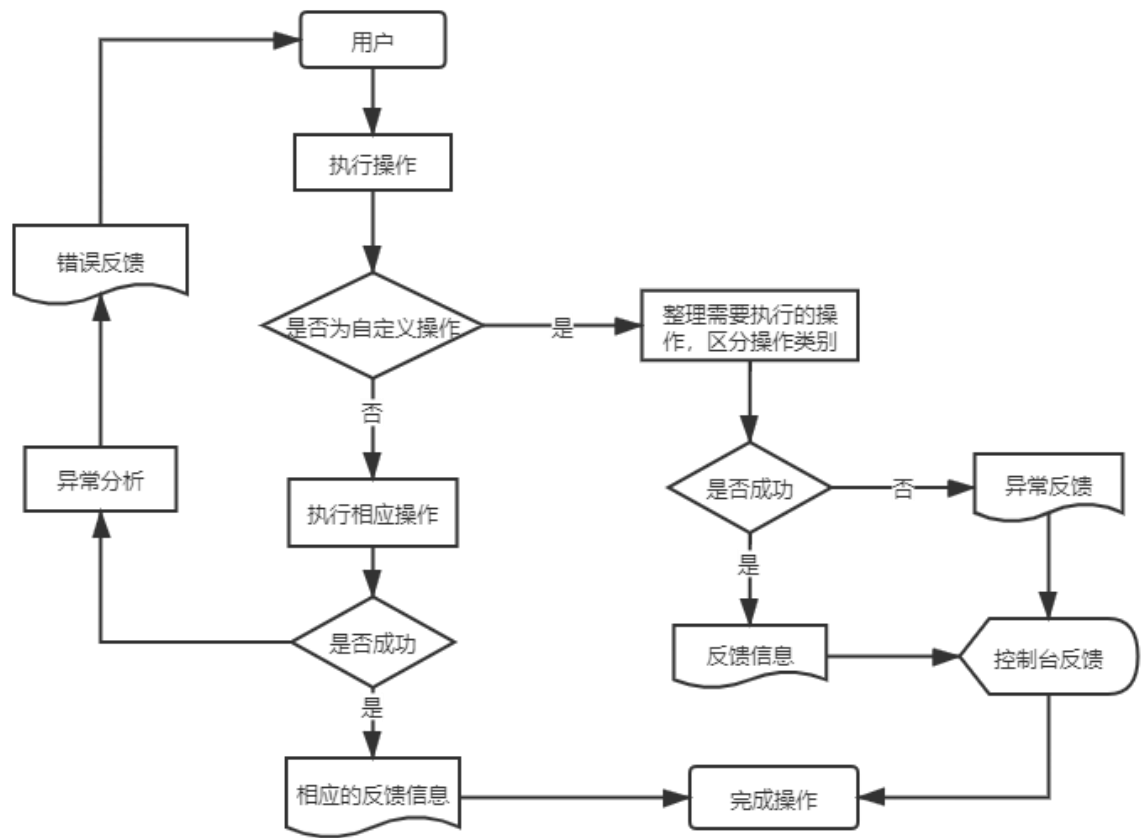 用户
执行操作
错误反馈
是否为自定义操作
是
整理需要执行的操
作，区分操作类别
否
异常分析
执行相应操作
是否成功
否
异常反馈
是
是否成功
反馈信息
控制台反馈
是
相应的反馈信息
完成操作